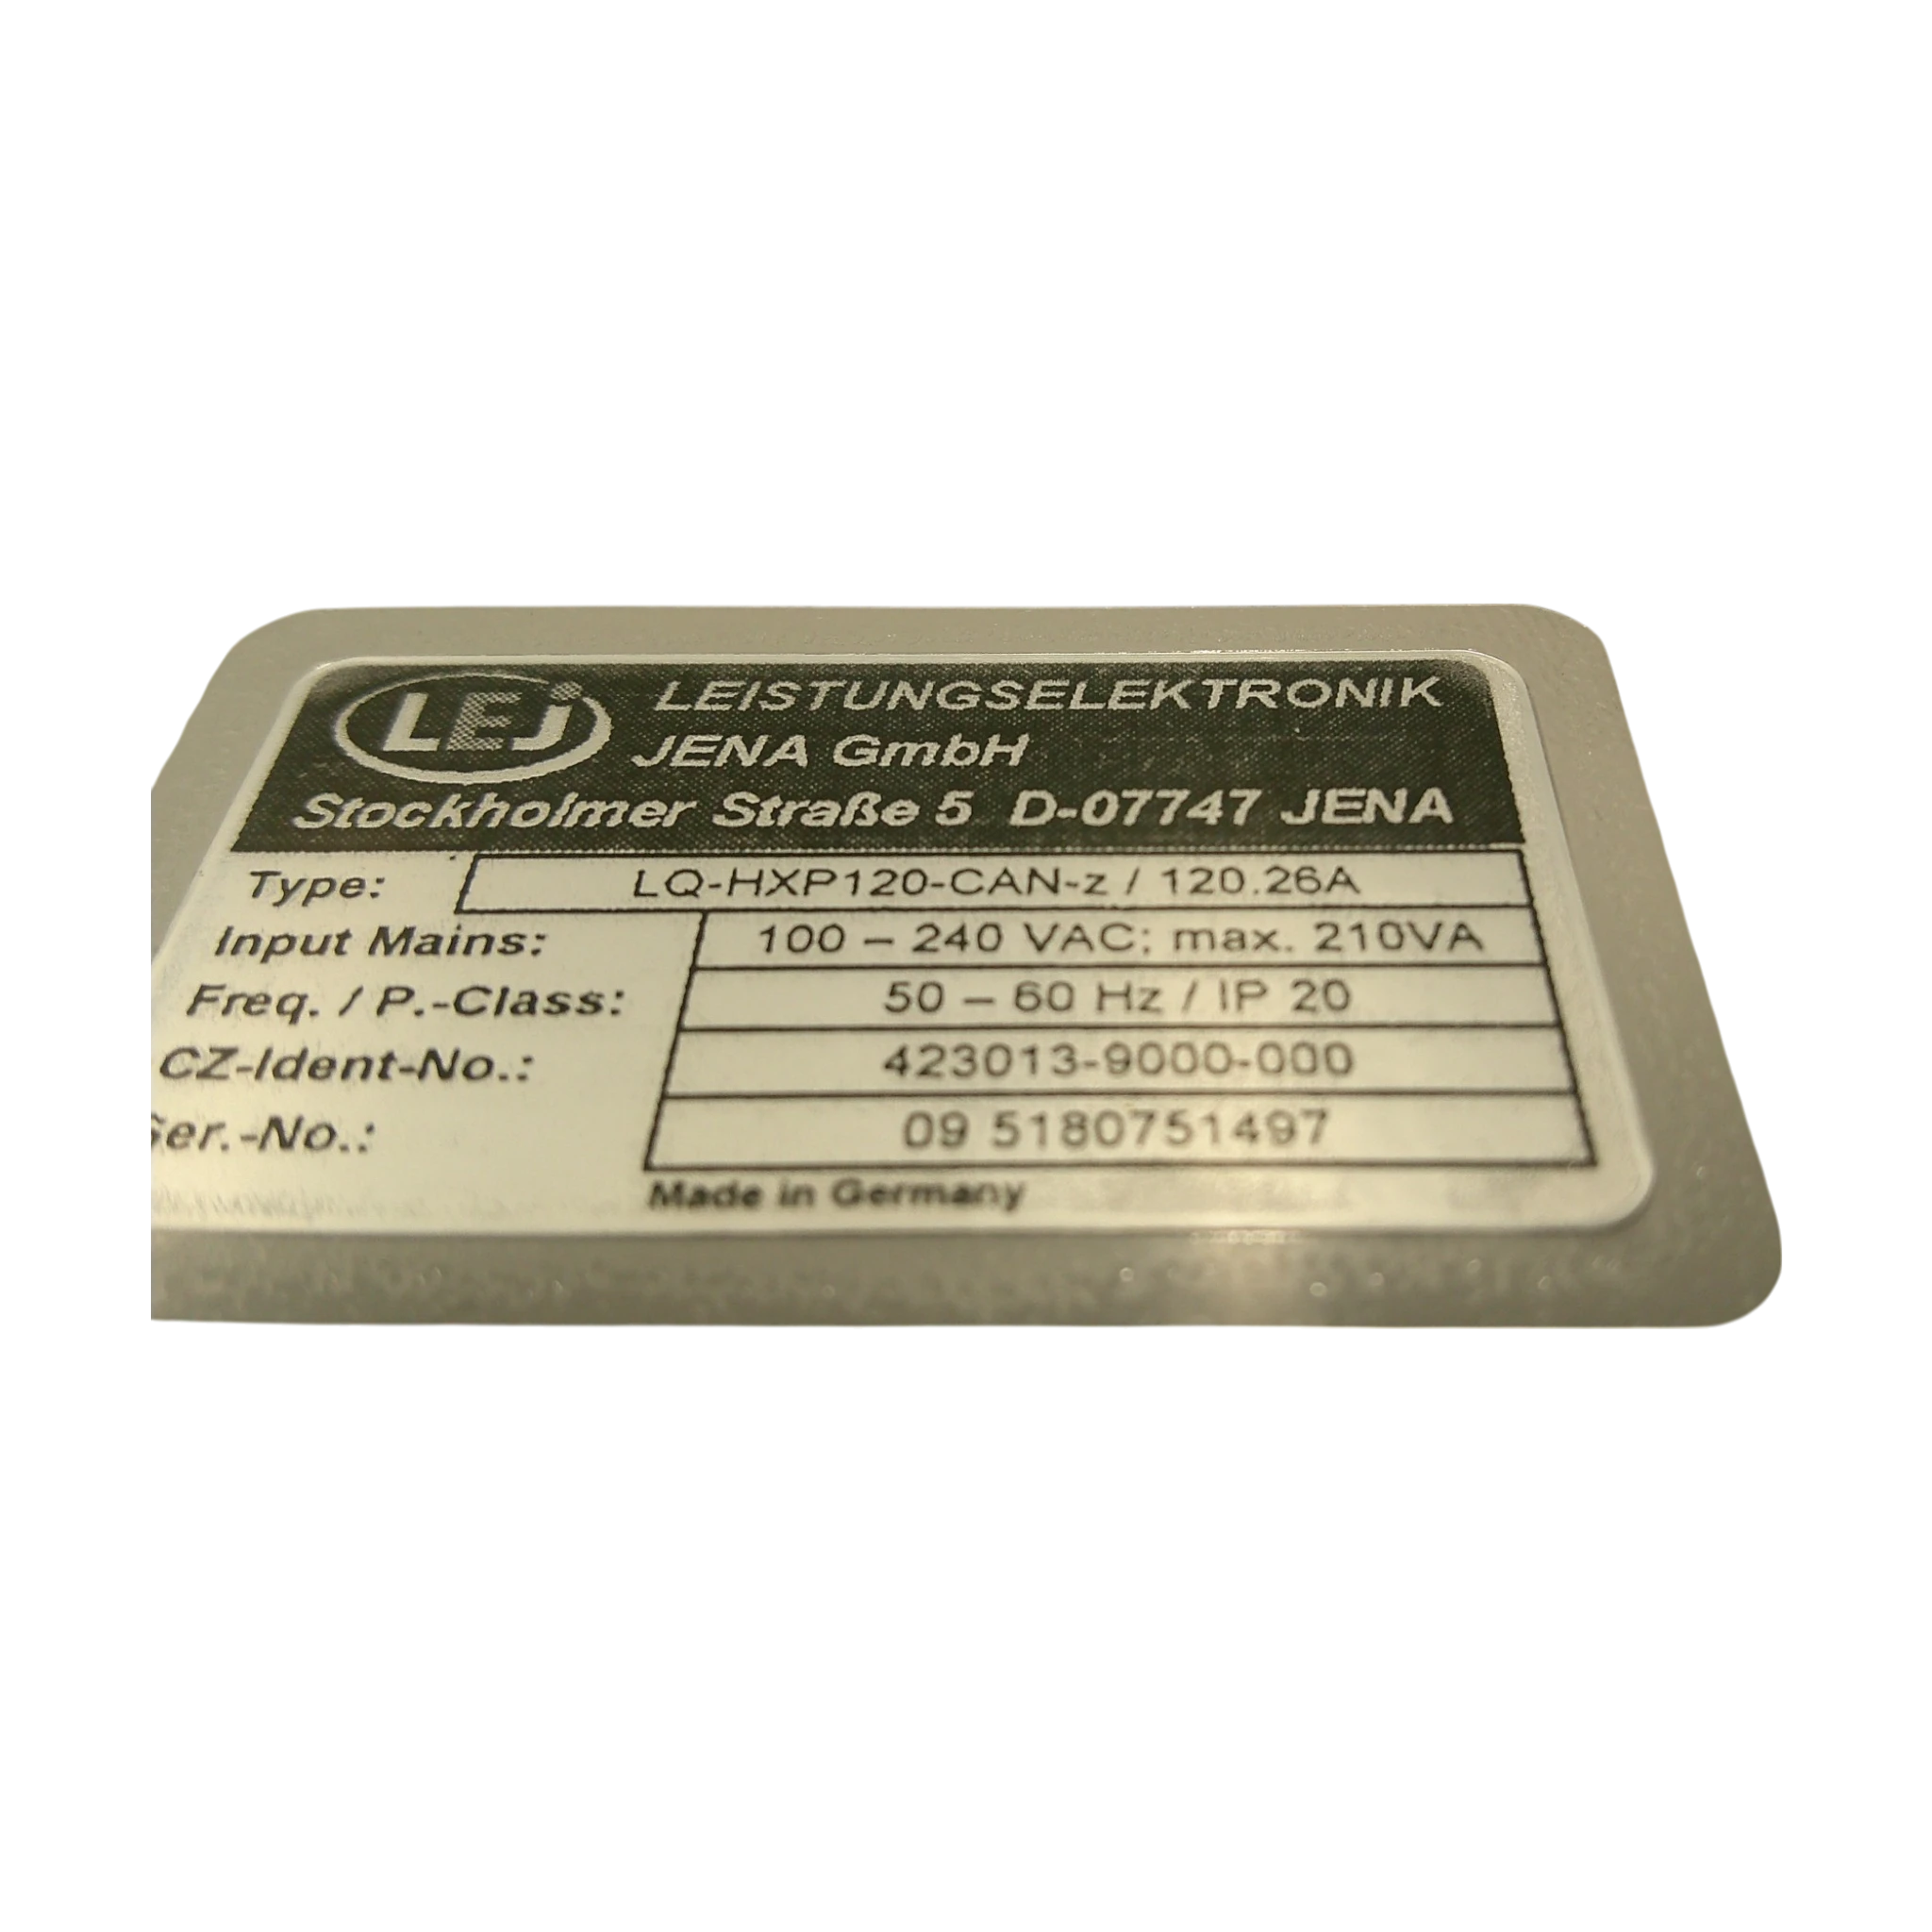 LEj LEISTUNGSELEKTRONIK
JENA GmbH
Stockholmer Straße 5 D-07747 JENA
Type: LQ-HXP120-CAN-z / 120.26A
Input Mains: 100 – 240 VAC; max. 210VA
Freq. / P.-Class: 50 – 60 Hz / IP 20
CZ-Ident-No.: 423013-9000-000
Ser.-No.: 09 5180751497
Made in Germany